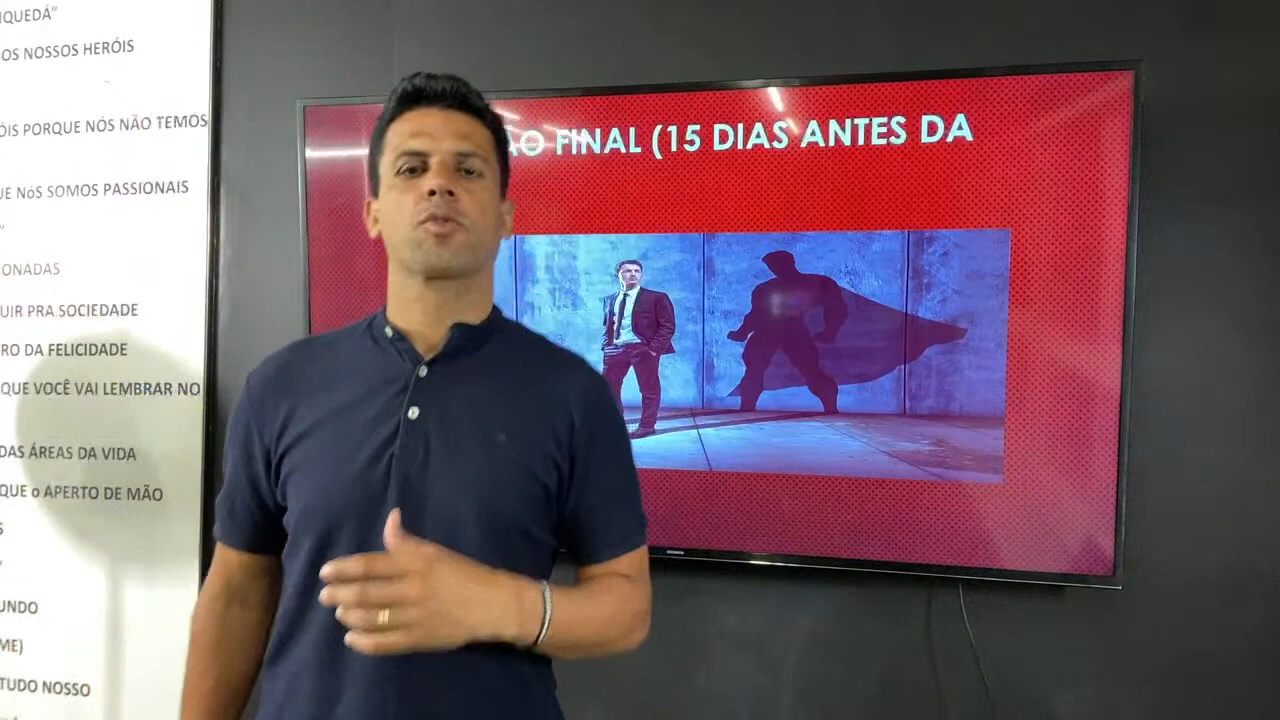 IQUEDÁ"
OS NOSSOS HERÓIS
ÓIS PORQUE NÓS NÃO TEMOS
UE NóS SOMOS PASSIONAIS
"
ONADAS
UIR PRA SOCIEDADE
RO DA FELICIDADE
QUE VOCÊ VAI LEMBRAR NO
DAS ÁREAS DA VIDA
QUE o APERTO DE MÃO
S
UNDO
ME)
TUDO NOSSO
ÃO FINAL (15 DIAS ANTES DA